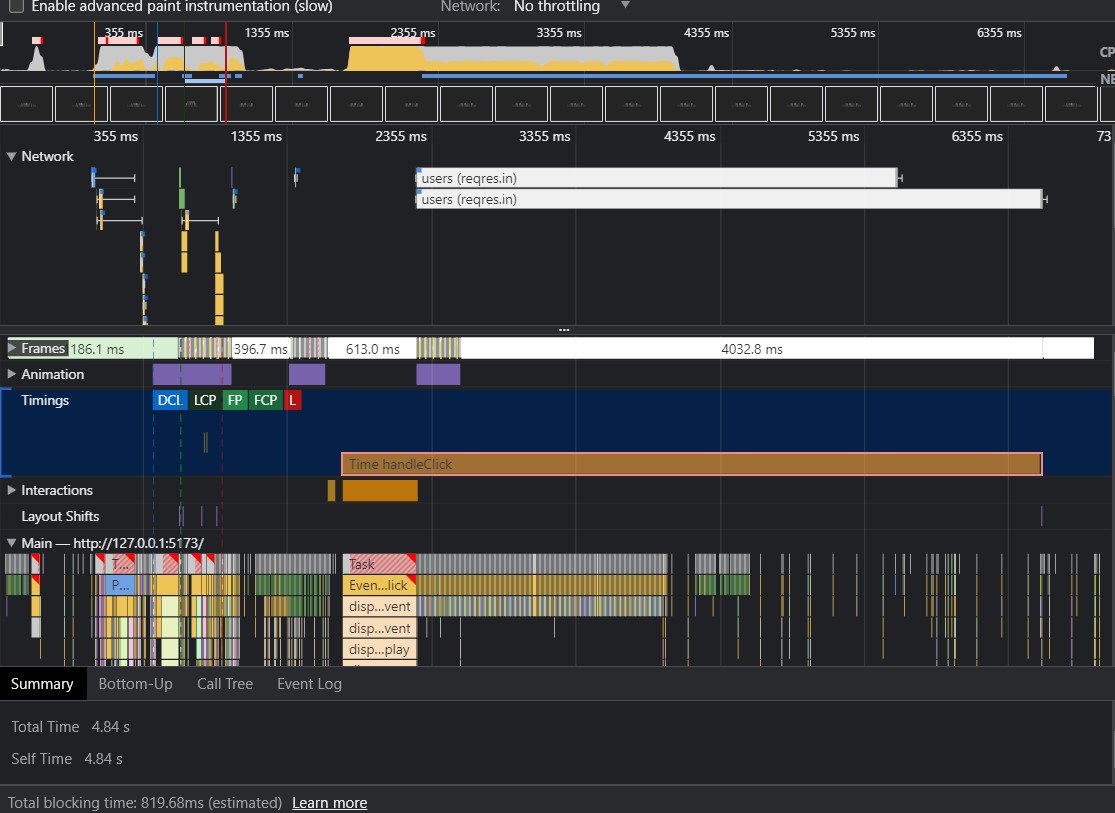 Enable advanced paint instrumentation (slow) Network: No throttling
355 ms 1355 ms 2355 ms 3355 ms 4355 ms 5355 ms 6355 ms
CP
NE
355 ms 1355 ms 2355 ms 3355 ms 4355 ms 5355 ms 6355 ms 73
Network
users (reqres.in)
users (reqres.in)
...
Frames 186.1 ms 396.7 ms 613.0 ms 4032.8 ms
Animation
Timings DCL LCP FP FCP L
Time handleClick
Interactions
Layout Shifts
Main — http://127.0.0.1:5173/
T... Task
P... Even...lick
disp...vent
disp...vent
disp...play
Summary Bottom-Up Call Tree Event Log
Total Time 4.84 s
Self Time 4.84 s
Total blocking time: 819.68ms (estimated) Learn more